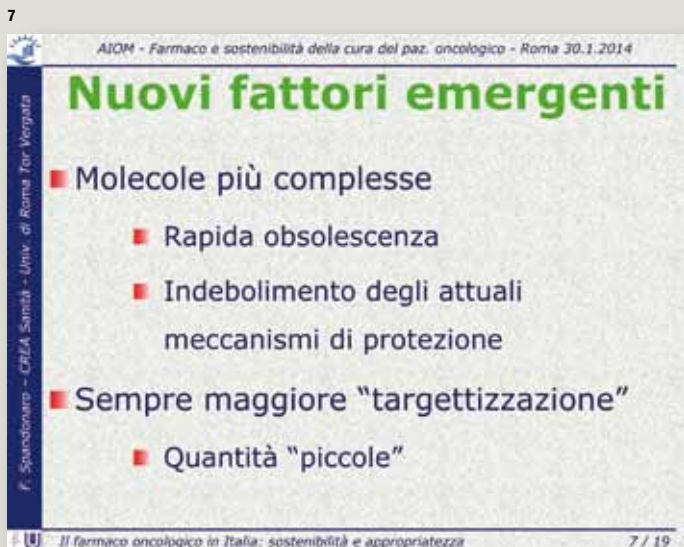 7
AIOM - Farmaco e sostenibilità della cura del paz. oncologico - Roma 30.1.2014
Nuovi fattori emergenti
Molecole più complesse
Rapida obsolescenza
Indebolimento degli attuali
meccanismi di protezione
Sempre maggiore “targettizzazione”
Quantità “piccole”
F. Spandonaro - CREA Sanità - Univ. di Roma Tor Vergata
Il farmaco oncologico in Italia: sostenibilità e appropriatezza
7 / 19